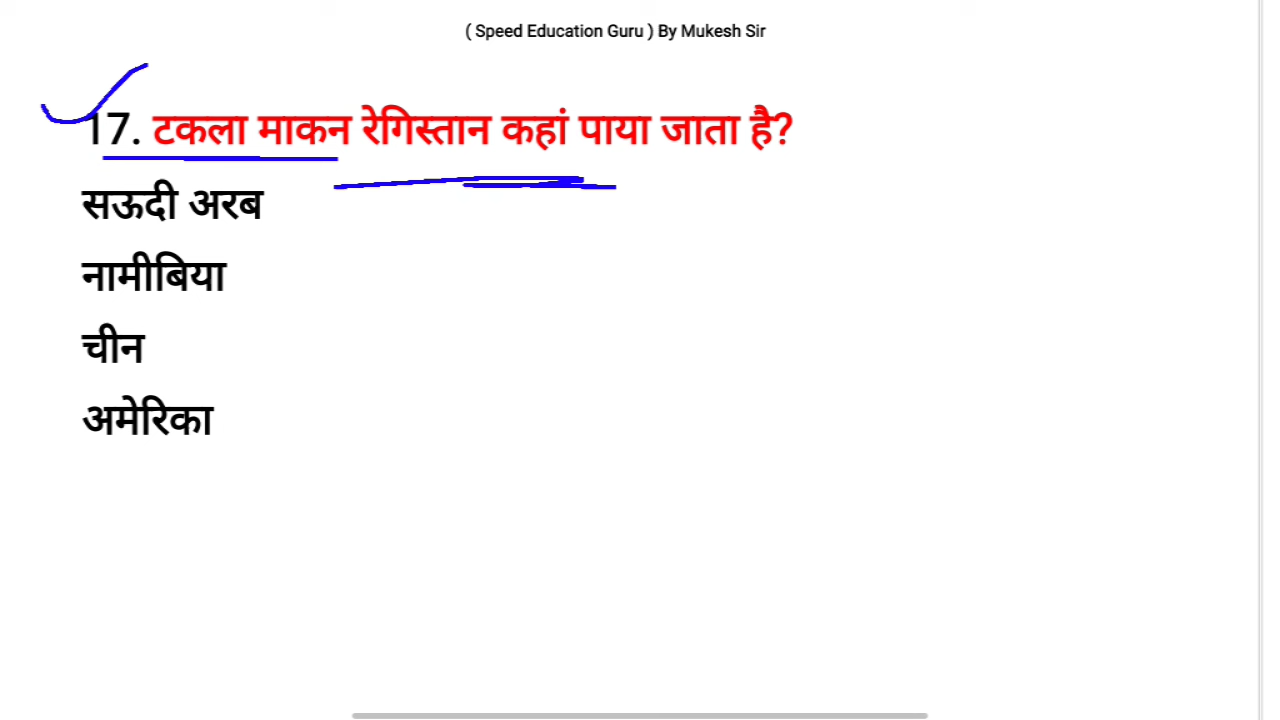 ( Speed Education Guru ) By Mukesh Sir
17. टकला माकन रेगिस्तान कहां पाया जाता है?
सऊदी अरब
नामीबिया
चीन
अमेरिका